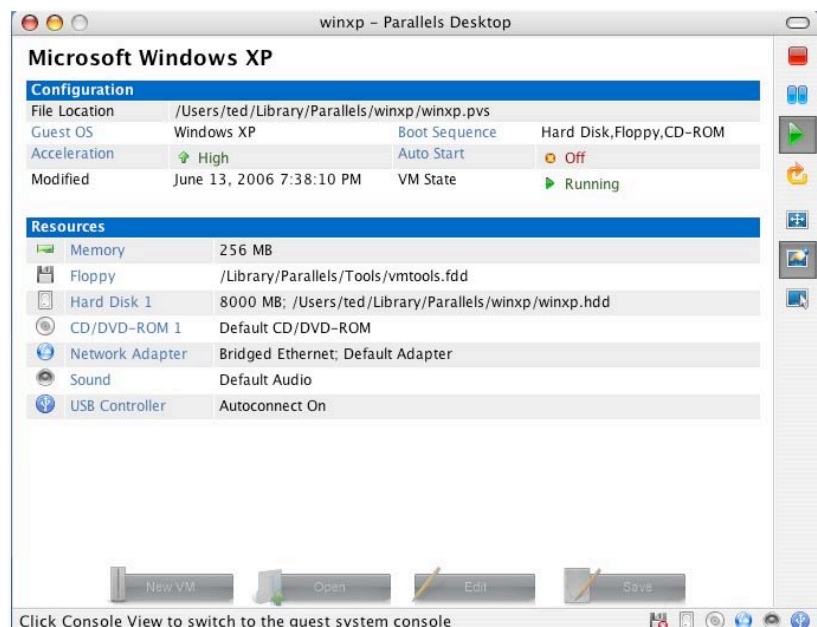 winxp – Parallels Desktop
Microsoft Windows XP
Configuration
File Location /Users/ted/Library/Parallels/winxp/winxp.pvs
Guest OS Windows XP Boot Sequence Hard Disk,Floppy,CD-ROM
Acceleration High Auto Start Off
Modified June 13, 2006 7:38:10 PM VM State Running
Resources
Memory 256 MB
Floppy /Library/Parallels/Tools/vmtools.fdd
Hard Disk 1 8000 MB; /Users/ted/Library/Parallels/winxp/winxp.hdd
CD/DVD-ROM 1 Default CD/DVD-ROM
Network Adapter Bridged Ethernet; Default Adapter
Sound Default Audio
USB Controller Autoconnect On
New VM Open Edit Save
Click Console View to switch to the guest system console